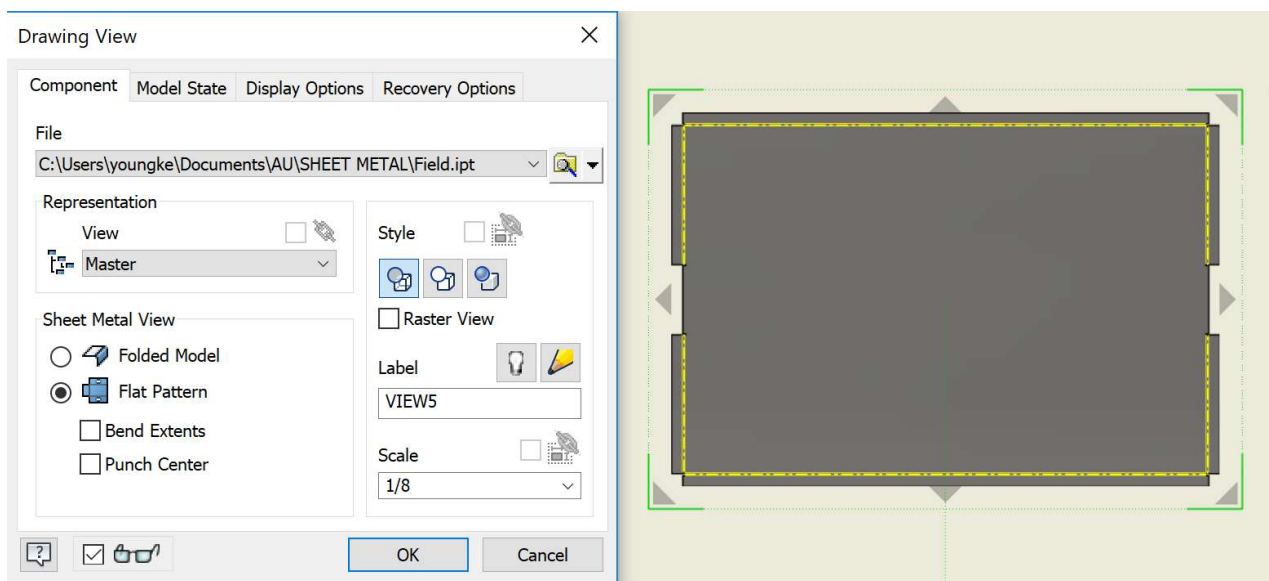 Drawing View
Component Model State Display Options Recovery Options
File
C:\Users\youngke\Documents\AU\SHEET METAL\Field.ipt
Representation
View
Master
Style
Raster View
Sheet Metal View
Folded Model
Flat Pattern
Bend Extents
Punch Center
Label
VIEW5
Scale
1/8
?
OK Cancel